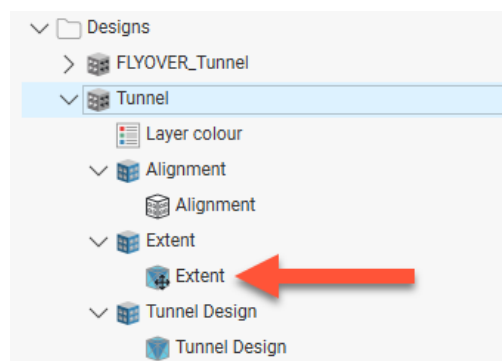 Designs
FLYOVER_Tunnel
Tunnel
Layer colour
Alignment
Alignment
Extent
Extent
Tunnel Design
Tunnel Design